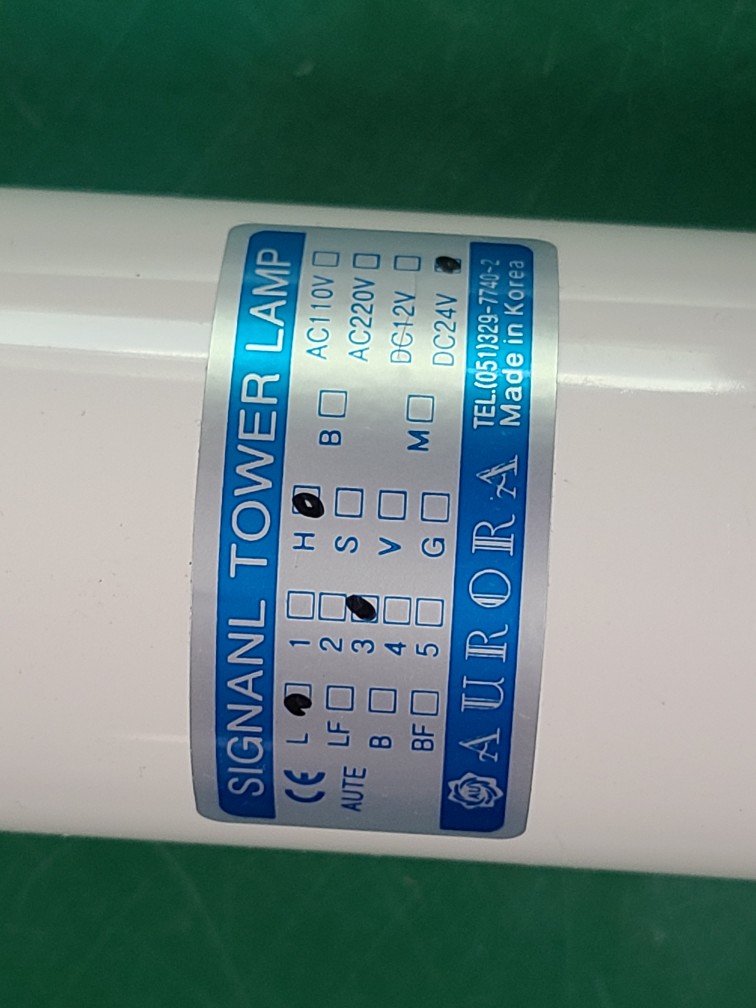 SIGNANL TOWER LAMP
CE L 1 H B AC110V
AUTE LF 2 S AC220V
B 3 V DC12V
BF 4 G M DC24V
5
AURORA TEL.(051)329-7740~2
Made in Korea